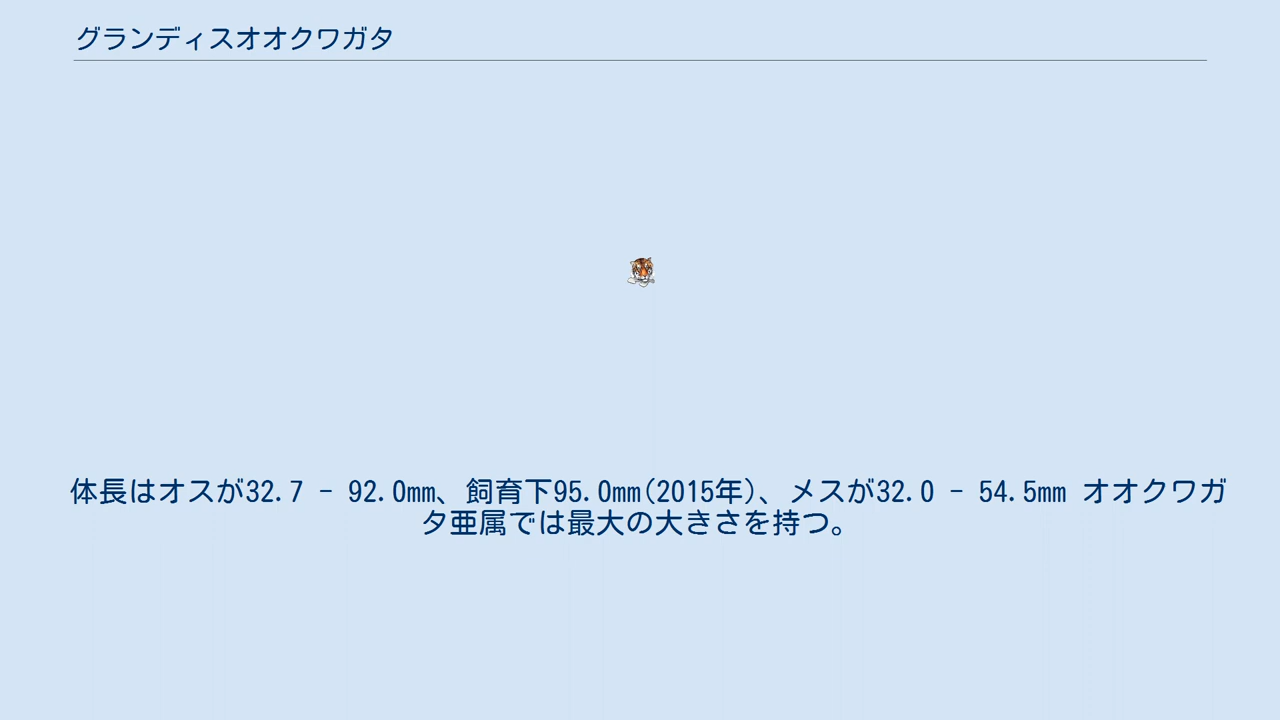 グランディスオオクワガタ
体長はオスが32.7 - 92.0mm、飼育下95.0mm(2015年)、メスが32.0 - 54.5mm オオクワガ
タ亜属では最大の大きさを持つ。